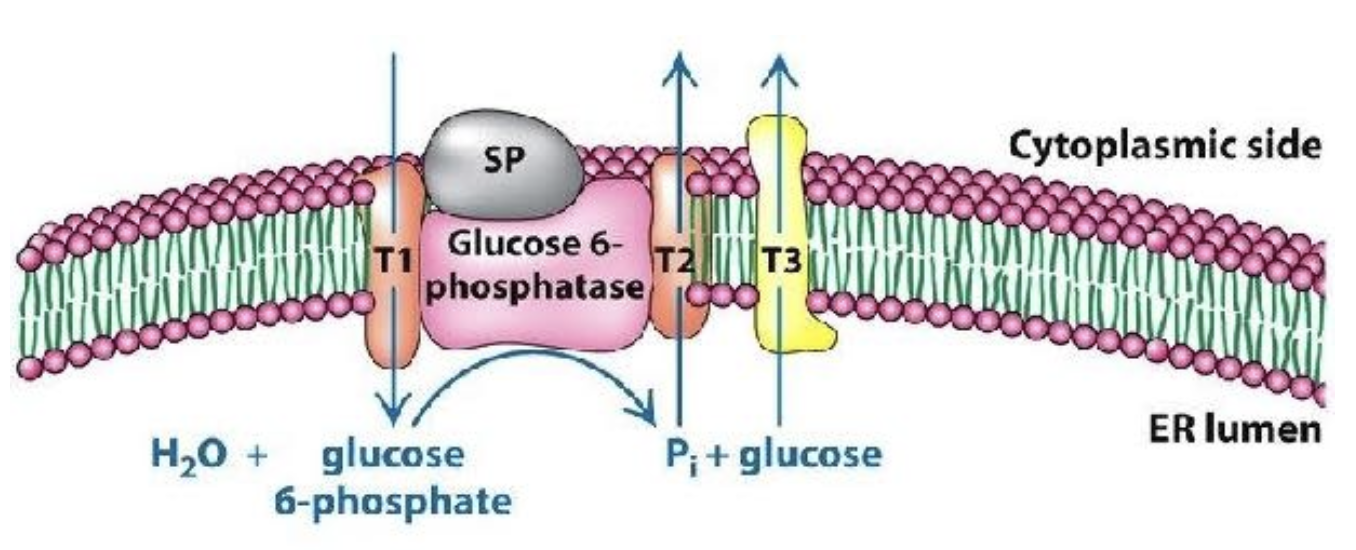 SP
Cytoplasmic side
T1
Glucose 6-
phosphatase
T2
T3
ER lumen
H₂O + glucose
6-phosphate
Pᵢ + glucose